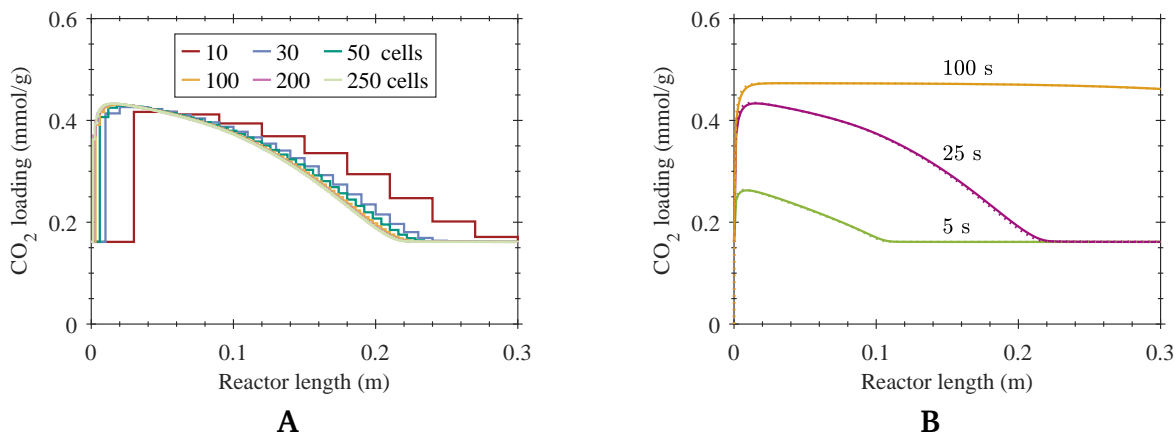 0.6
0.4
0.2
0
CO2 loading (mmol/g)
10 30 50 cells
100 200 250 cells
0 0.1 0.2 0.3
Reactor length (m)
A
0.6
0.4
0.2
0
CO2 loading (mmol/g)
100 s
25 s
5 s
0 0.1 0.2 0.3
Reactor length (m)
B